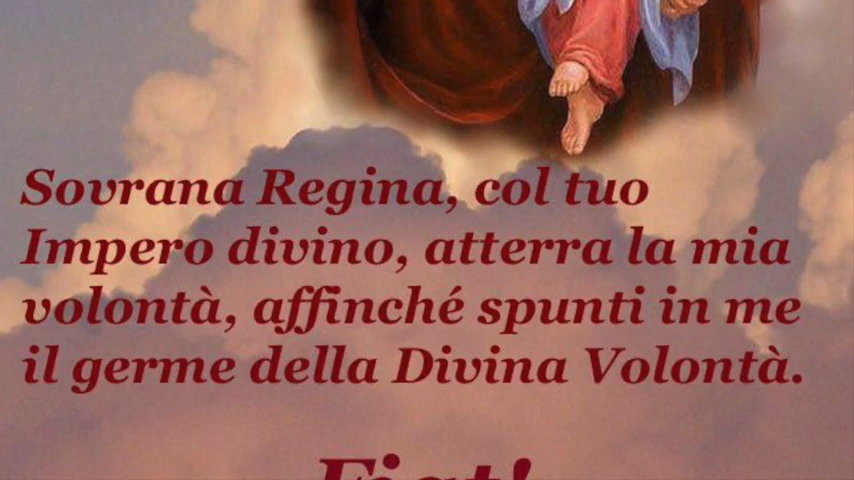 Sovrana Regina, col tuo
Impero divino, atterra la mia
volontà, affinché spunti in me
il germe della Divina Volontà.
Fiat!